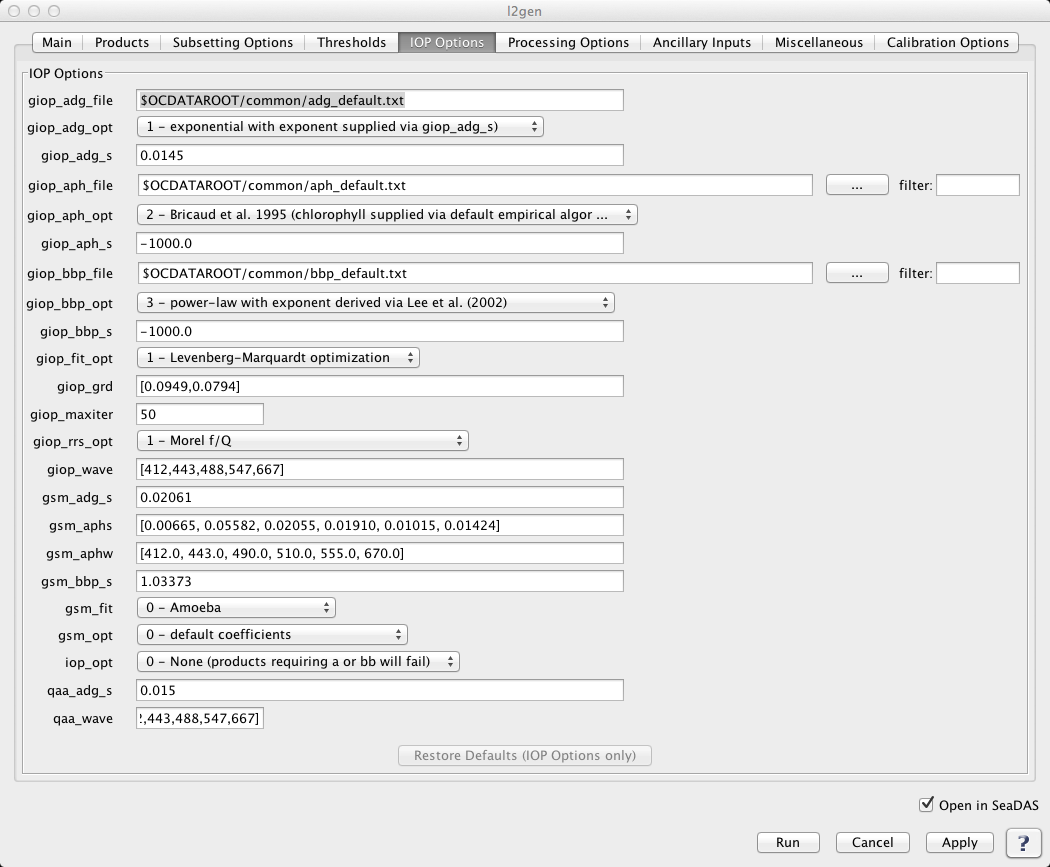 l2gen
Main Products Subsetting Options Thresholds IOP Options Processing Options Ancillary Inputs Miscellaneous Calibration Options
IOP Options
giop_adg_file $OCDATAROOT/common/adg_default.txt
giop_adg_opt 1 - exponential with exponent supplied via giop_adg_s)
giop_adg_s 0.0145
giop_aph_file $OCDATAROOT/common/aph_default.txt ... filter:
giop_aph_opt 2 - Bricaud et al. 1995 (chlorophyll supplied via default empirical algor ...
giop_aph_s -1000.0
giop_bbp_file $OCDATAROOT/common/bbp_default.txt ... filter:
giop_bbp_opt 3 - power-law with exponent derived via Lee et al. (2002)
giop_bbp_s -1000.0
giop_fit_opt 1 - Levenberg-Marquardt optimization
giop_grd [0.0949,0.0794]
giop_maxiter 50
giop_rrs_opt 1 - Morel f/Q
giop_wave [412,443,488,547,667]
gsm_adg_s 0.02061
gsm_aphs [0.00665, 0.05582, 0.02055, 0.01910, 0.01015, 0.01424]
gsm_aphw [412.0, 443.0, 490.0, 510.0, 555.0, 670.0]
gsm_bbp_s 1.03373
gsm_fit 0 - Amoeba
gsm_opt 0 - default coefficients
iop_opt 0 - None (products requiring a or bb will fail)
qaa_adg_s 0.015
qaa_wave ,443,488,547,667]
Restore Defaults (IOP Options only)
Open in SeaDAS
Run Cancel Apply ?